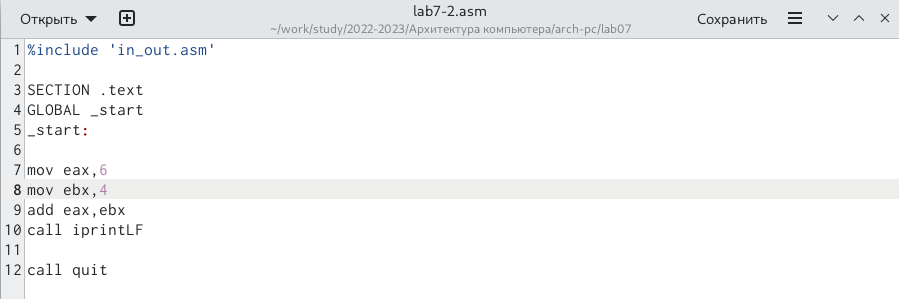 Открыть
lab7-2.asm
~/work/study/2022-2023/Архитектура компьютера/arch-pc/lab07
Сохранить
1 %include 'in_out.asm'
2
3 SECTION .text
4 GLOBAL _start
5 _start:
6
7 mov eax,6
8 mov ebx,4
9 add eax,ebx
10 call iprintLF
11
12 call quit